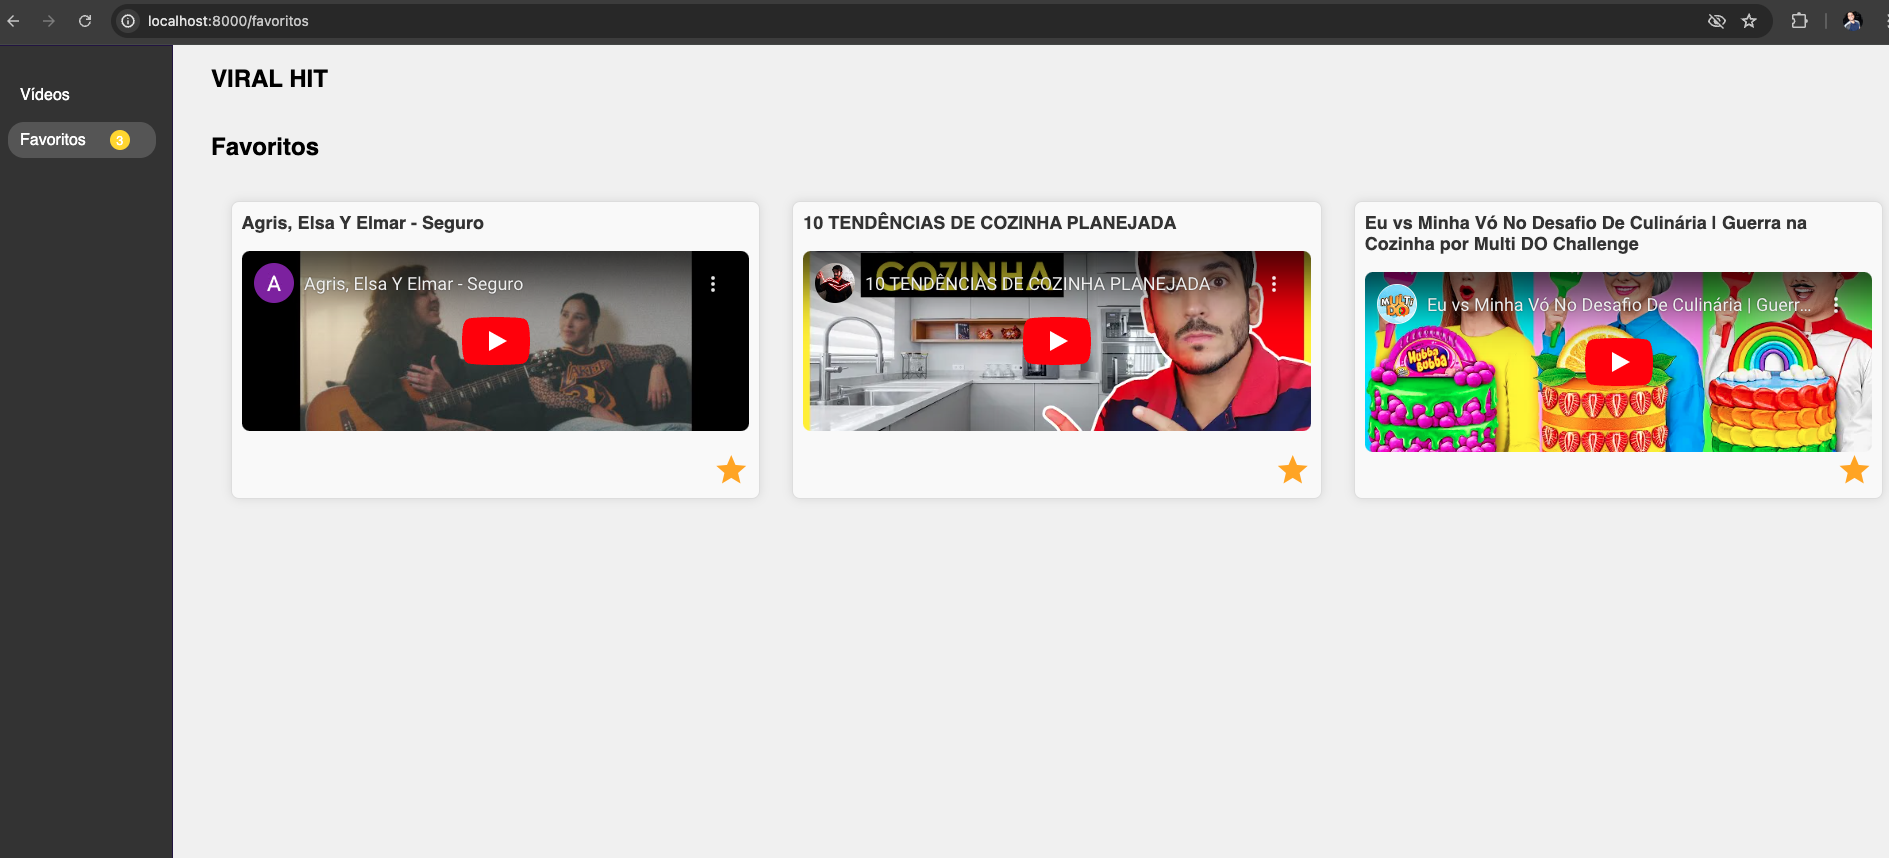 localhost:8000/favoritos
Vídeos
Favoritos 3
VIRAL HIT
Favoritos
Agris, Elsa Y Elmar - Seguro
A Agris, Elsa Y Elmar - Seguro
10 TENDÊNCIAS DE COZINHA PLANEJADA
COZINHA
10 TENDÊNCIAS DE COZINHA PLANEJADA
Eu vs Minha Vó No Desafio De Culinária | Guerra na
Cozinha por Multi DO Challenge
MULTI
DO
Eu vs Minha Vó No Desafio De Culinária | Guerr...
Hubba
Bubba